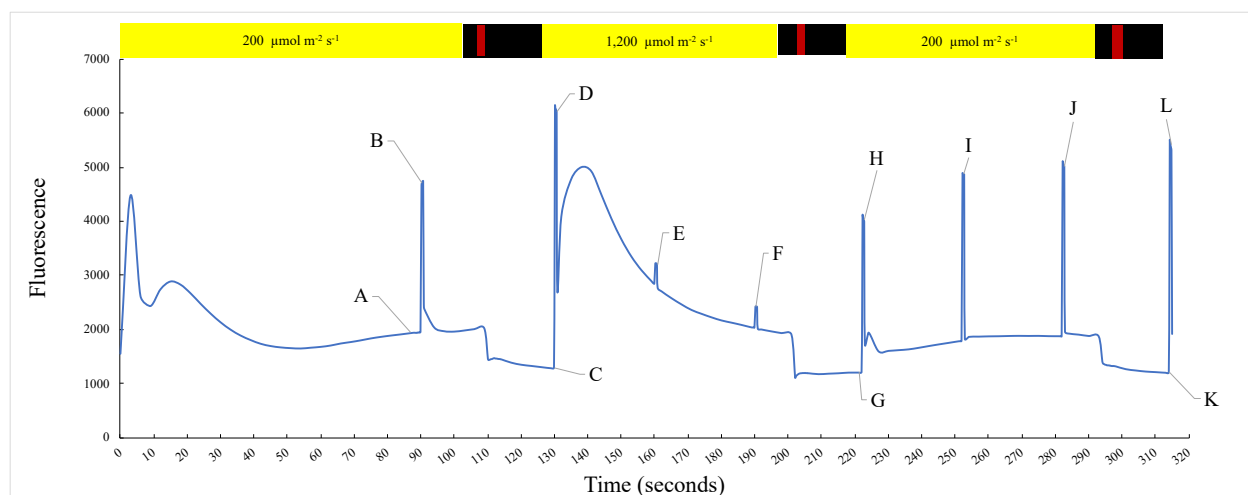 200 µmol m-2 s-1
1,200 µmol m-2 s-1
200 µmol m-2 s-1
7000
6000
5000
4000
3000
2000
1000
0
Fluorescence
A
B
C
D
E
F
G
H
I
J
K
L
0 10 20 30 40 50 60 70 80 90 100 110 120 130 140 150 160 170 180 190 200 210 220 230 240 250 260 270 280 290 300 310 320
Time (seconds)